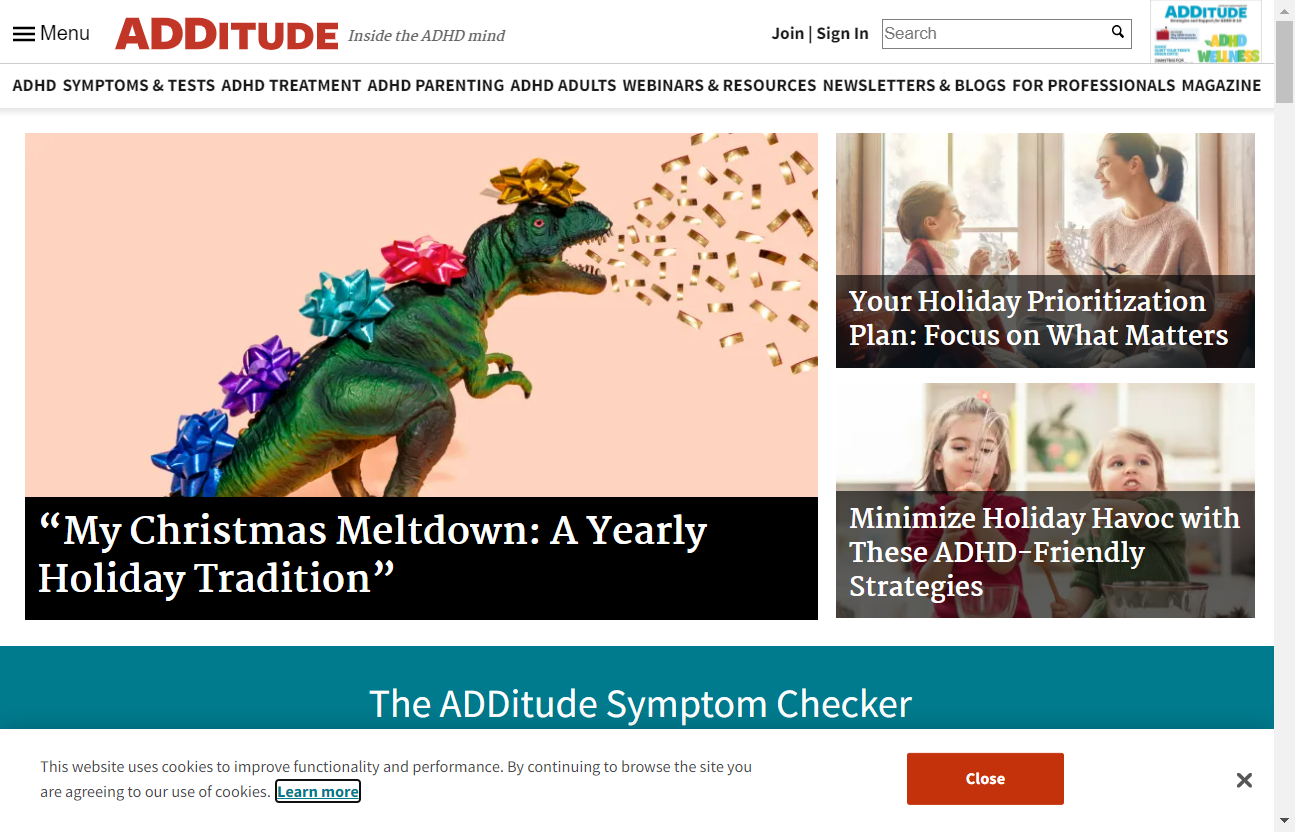 Menu
ADDITUDE
Inside the ADHD mind
Join | Sign In
Search
ADDITUDE
ADHD
WELLNESS
ADHD SYMPTOMS & TESTS ADHD TREATMENT ADHD PARENTING ADHD ADULTS WEBINARS & RESOURCES NEWSLETTERS & BLOGS FOR PROFESSIONALS MAGAZINE
“My Christmas Meltdown: A Yearly
Holiday Tradition”
Your Holiday Prioritization
Plan: Focus on What Matters
Minimize Holiday Havoc with
These ADHD-Friendly
Strategies
The ADDitude Symptom Checker
This website uses cookies to improve functionality and performance. By continuing to browse the site you
are agreeing to our use of cookies. Learn more
Close